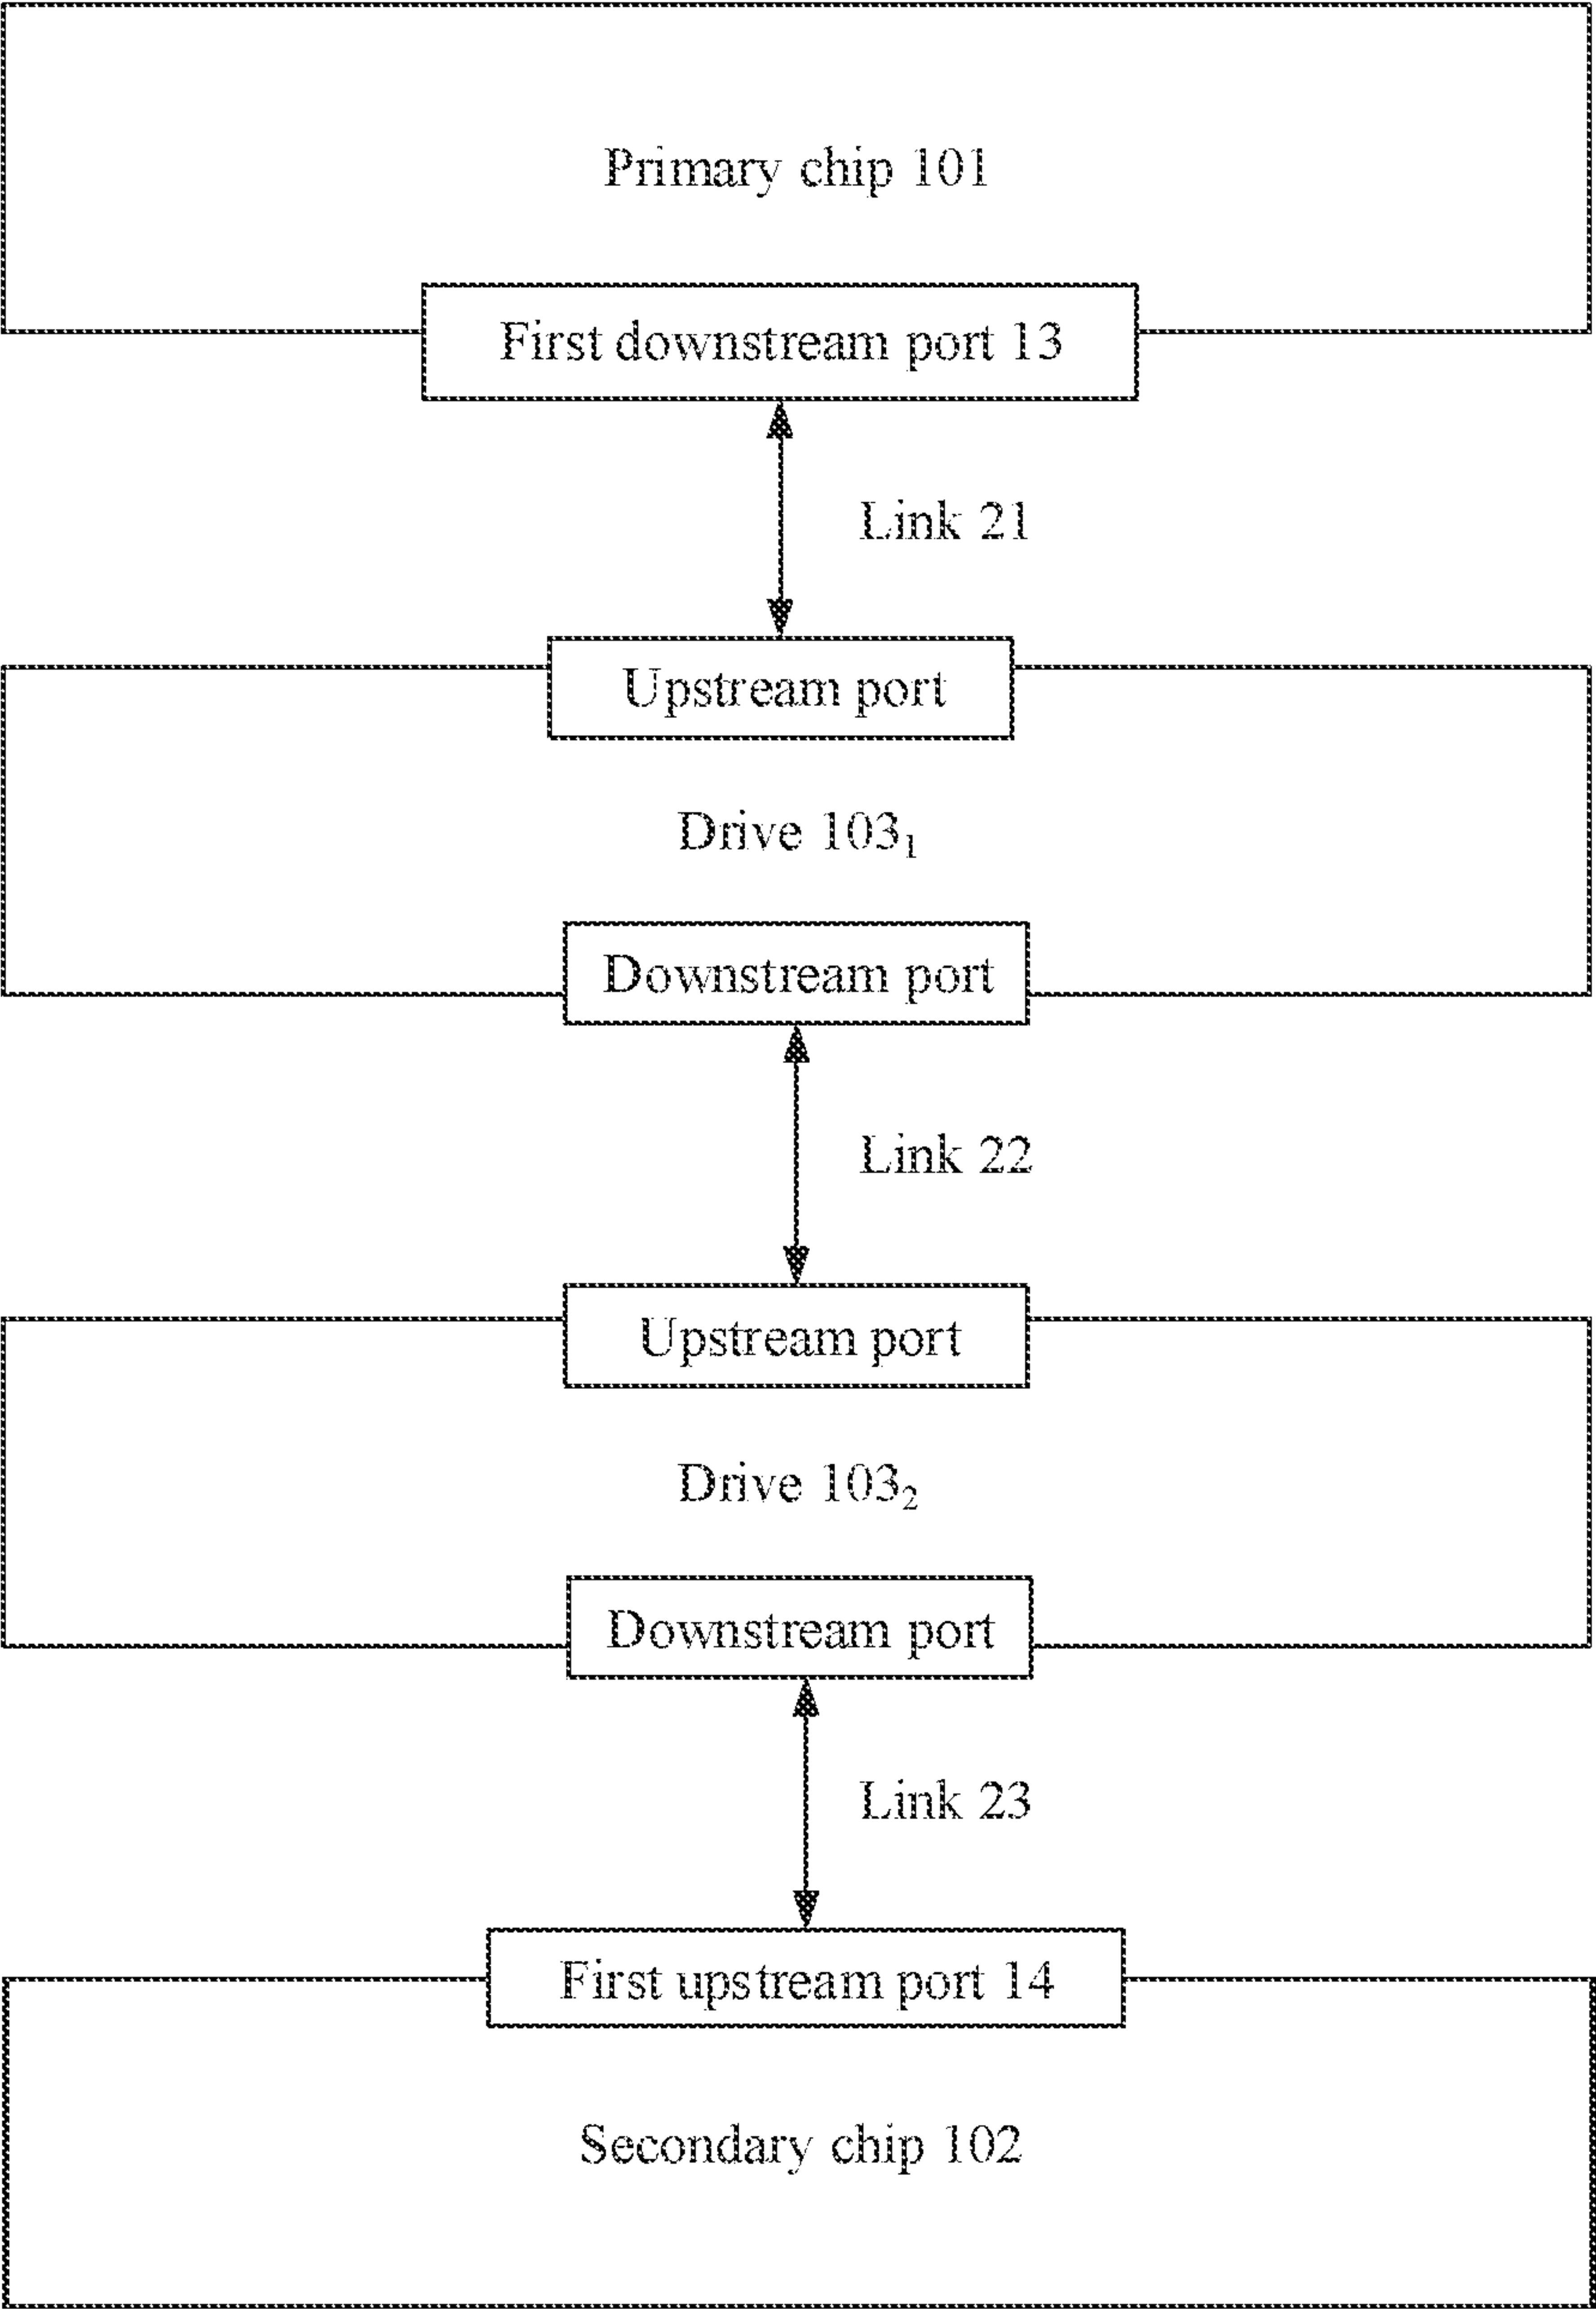 Primary chip 101
First downstream port 13
Link 21
Upstream port
Drive 103₁
Downstream port
Link 22
Upstream port
Drive 103₂
Downstream port
Link 23
First upstream port 14
Secondary chip 102